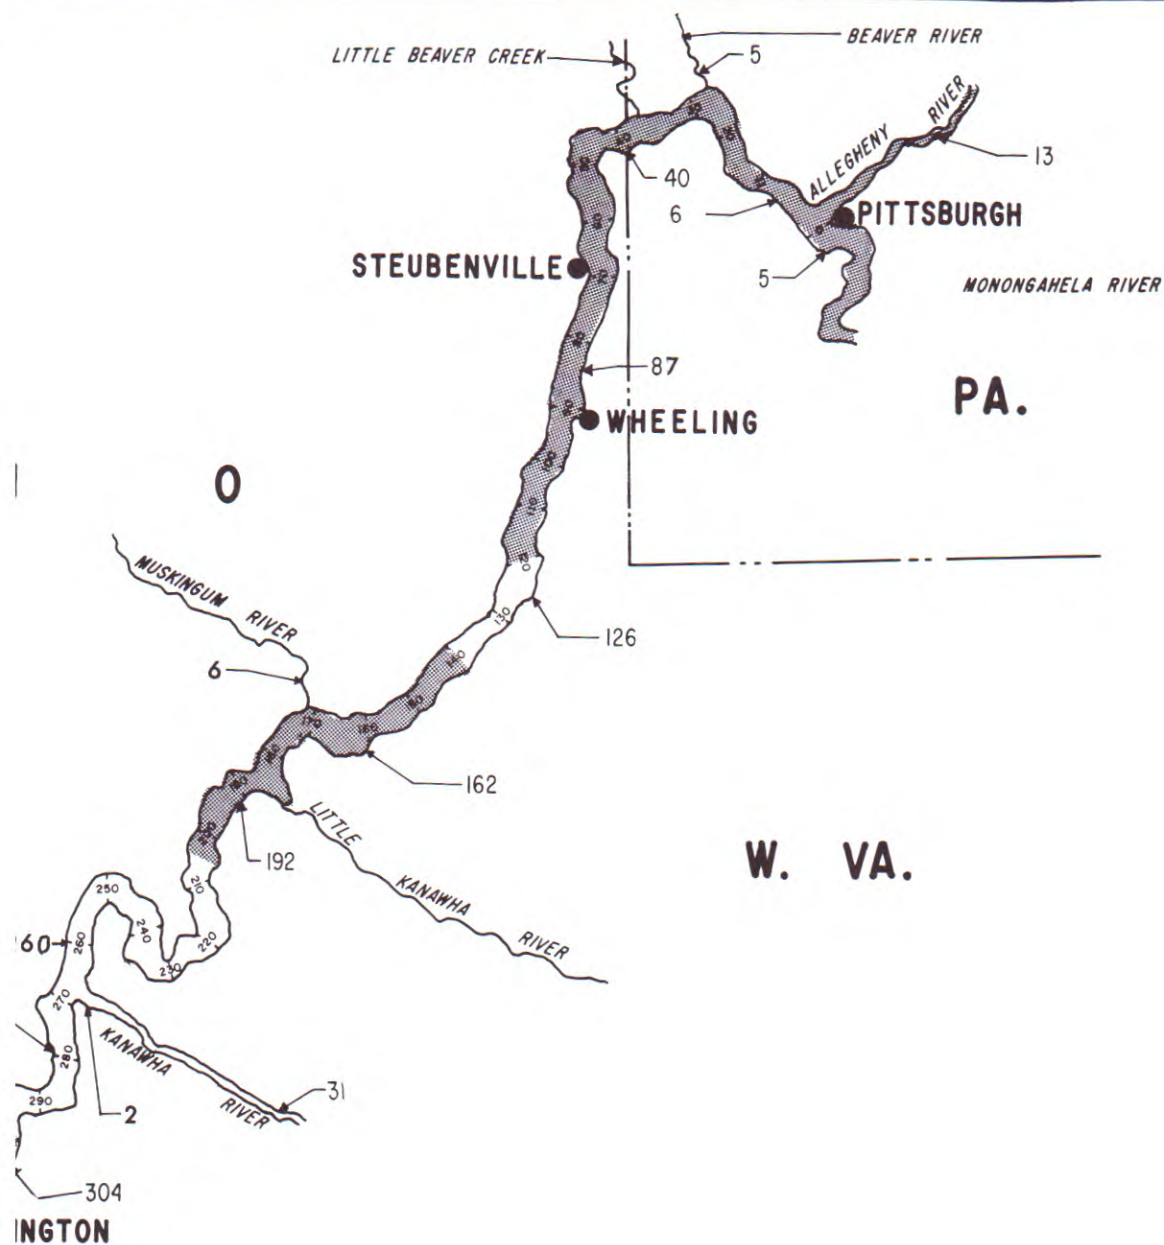 BEAVER RIVER
LITTLE BEAVER CREEK
5
ALLEGHENY RIVER
13
40
6
PITTSBURGH
STEUBENVILLE
5
MONONGAHELA RIVER
87
PA.
WHEELING
O
120
MUSKINGUM RIVER
130
126
6
140
170
162
192
LITTLE KANAWHA RIVER
W. VA.
210
250
240
220
60
260
230
270
KANAWHA RIVER
280
31
290
2
304
INGTON